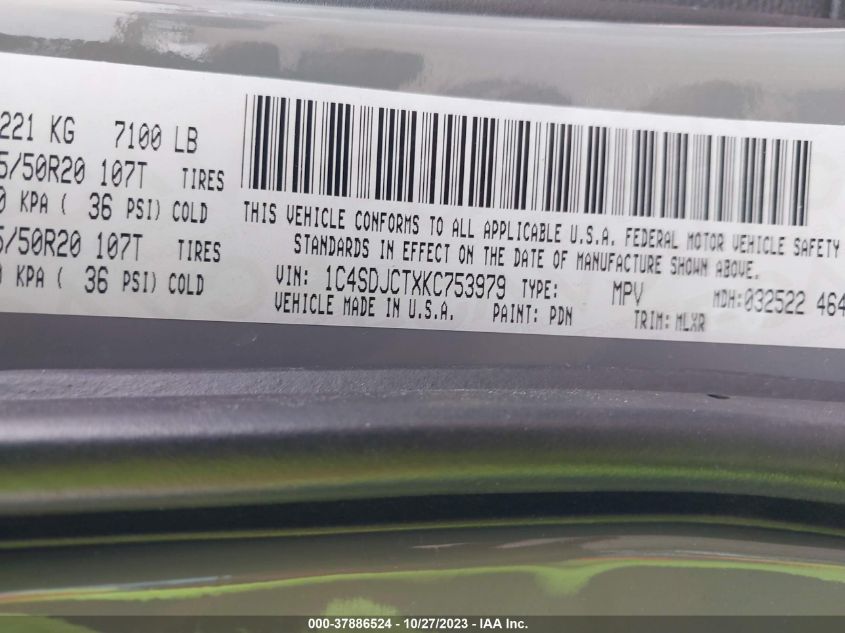 221 KG 7100 LB
5/50R20 107T TIRES
0 KPA ( 36 PSI) COLD
5/50R20 107T TIRES
0 KPA ( 36 PSI) COLD
THIS VEHICLE CONFORMS TO ALL APPLICABLE U.S.A. FEDERAL MOTOR VEHICLE SAFETY
STANDARDS IN EFFECT ON THE DATE OF MANUFACTURE SHOWN ABOVE.
VIN: 1C4SDJCTXKC753979 TYPE: MPV MDH:032522 464
VEHICLE MADE IN U.S.A. PAINT: PDN TRIM: MLXR
000-37886524 - 10/27/2023 - IAA Inc.